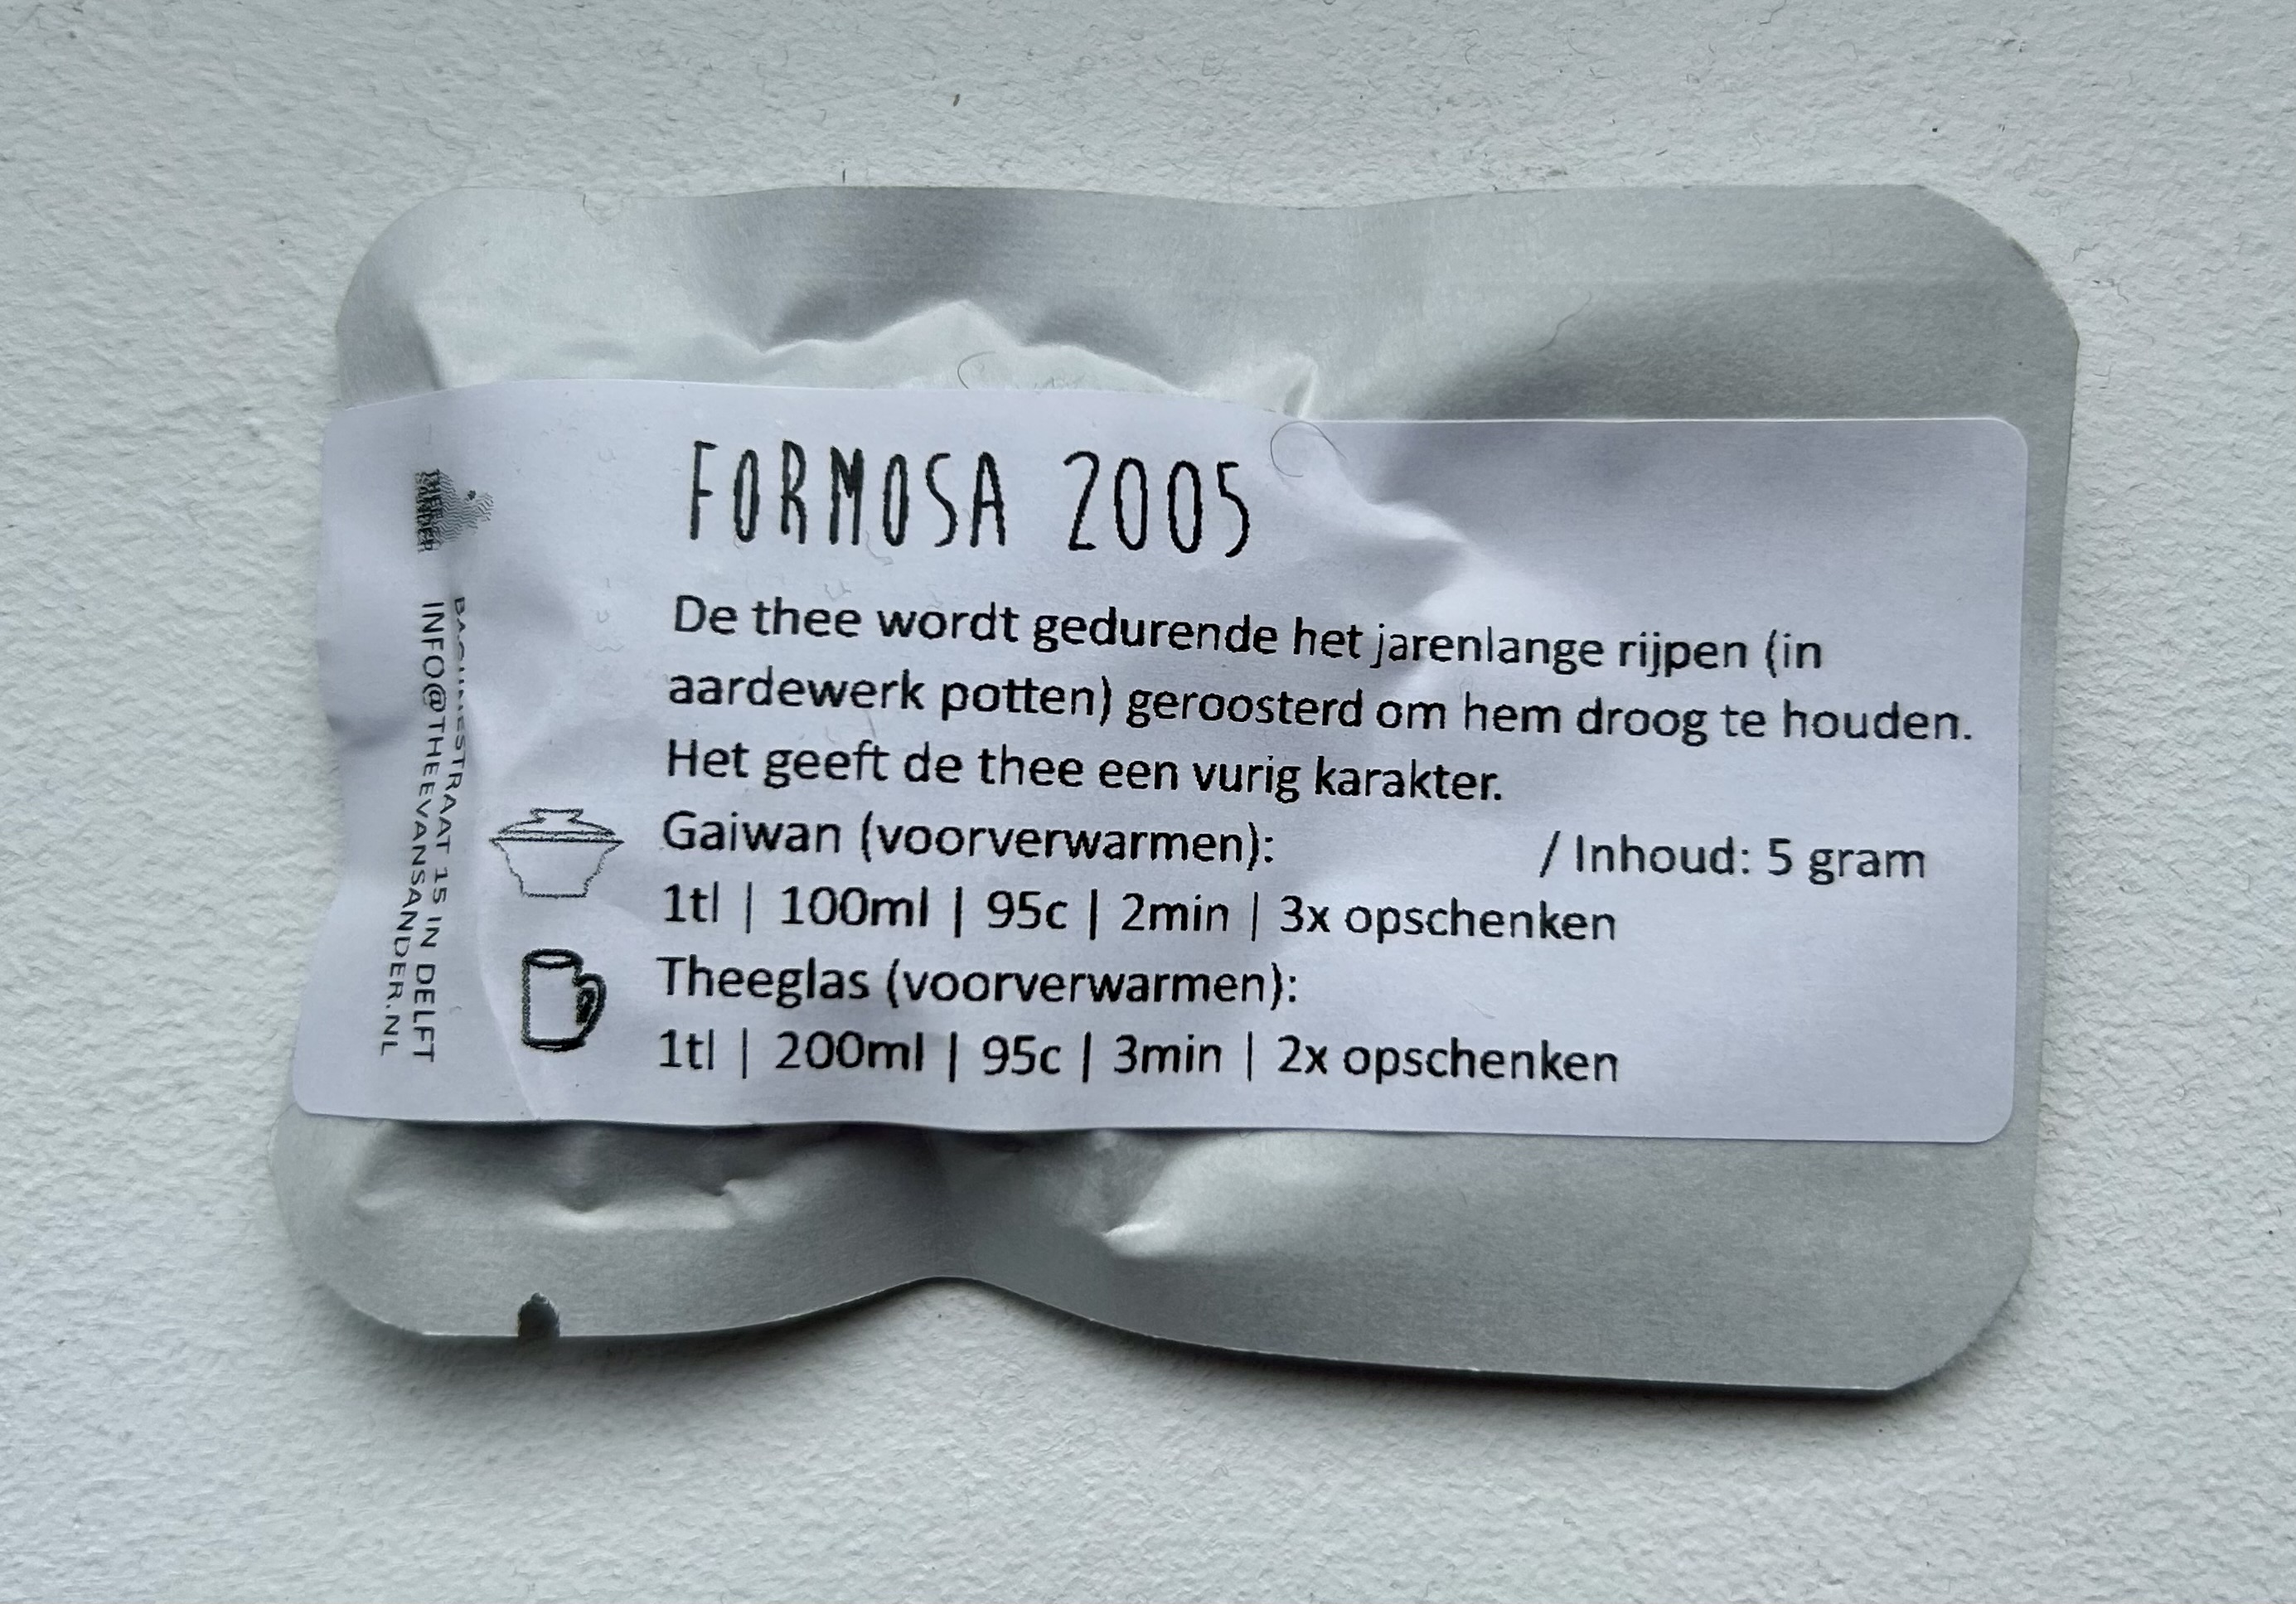 FORMOSA 2005
De thee wordt gedurende het jarenlange rijpen (in
aardewerk potten) geroosterd om hem droog te houden.
Het geeft de thee een vurig karakter.
Gaiwan (voorverwarmen): / Inhoud: 5 gram
1tl | 100ml | 95c | 2min | 3x opschenken
Theeglas (voorverwarmen):
1tl | 200ml | 95c | 3min | 2x opschenken
15 IN DELFT
INFO@THEEVANSANDER.NL